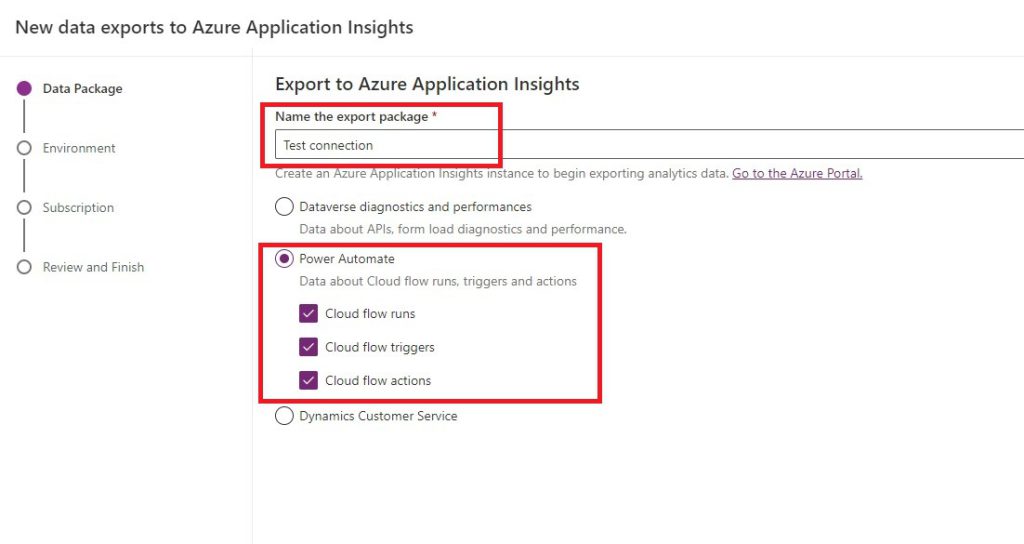 New data exports to Azure Application Insights
Data Package
Environment
Subscription
Review and Finish
Export to Azure Application Insights
Name the export package *
Test connection
Create an Azure Application Insights instance to begin exporting analytics data. Go to the Azure Portal.
Dataverse diagnostics and performances
Data about APIs, form load diagnostics and performance.
Power Automate
Data about Cloud flow runs, triggers and actions
Cloud flow runs
Cloud flow triggers
Cloud flow actions
Dynamics Customer Service